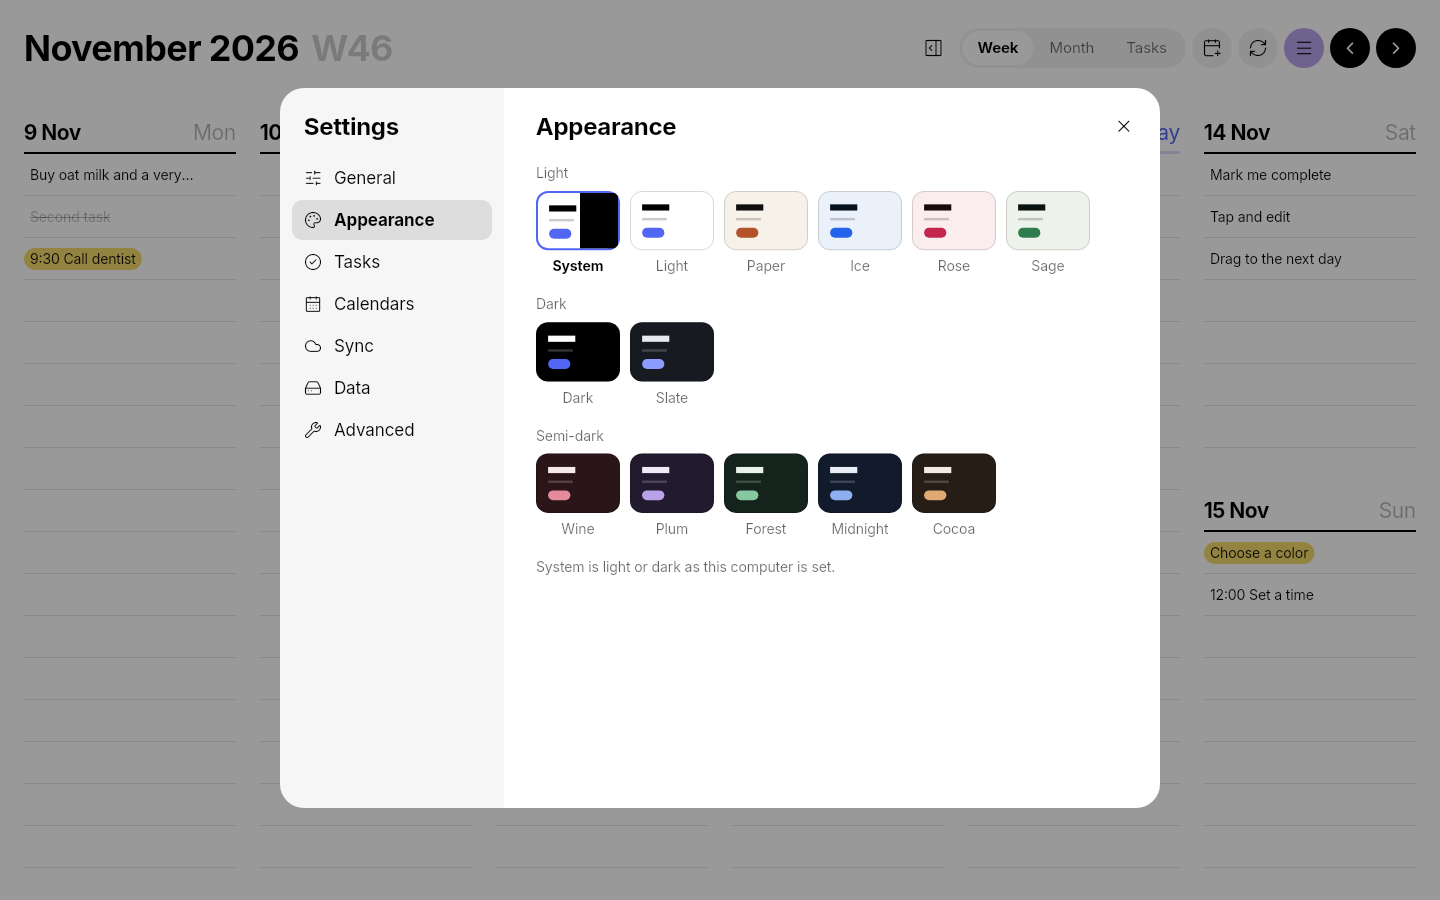 November 2026 W46
Week
Month
Tasks
9 Nov Mon
Buy oat milk and a very...
Second task
9:30 Call dentist
10
ay
14 Nov Sat
Mark me complete
Tap and edit
Drag to the next day
15 Nov Sun
Choose a color
12:00 Set a time
Settings
General
Appearance
Tasks
Calendars
Sync
Data
Advanced
Appearance
Light
System
Light
Paper
Ice
Rose
Sage
Dark
Dark
Slate
Semi-dark
Wine
Plum
Forest
Midnight
Cocoa
System is light or dark as this computer is set.